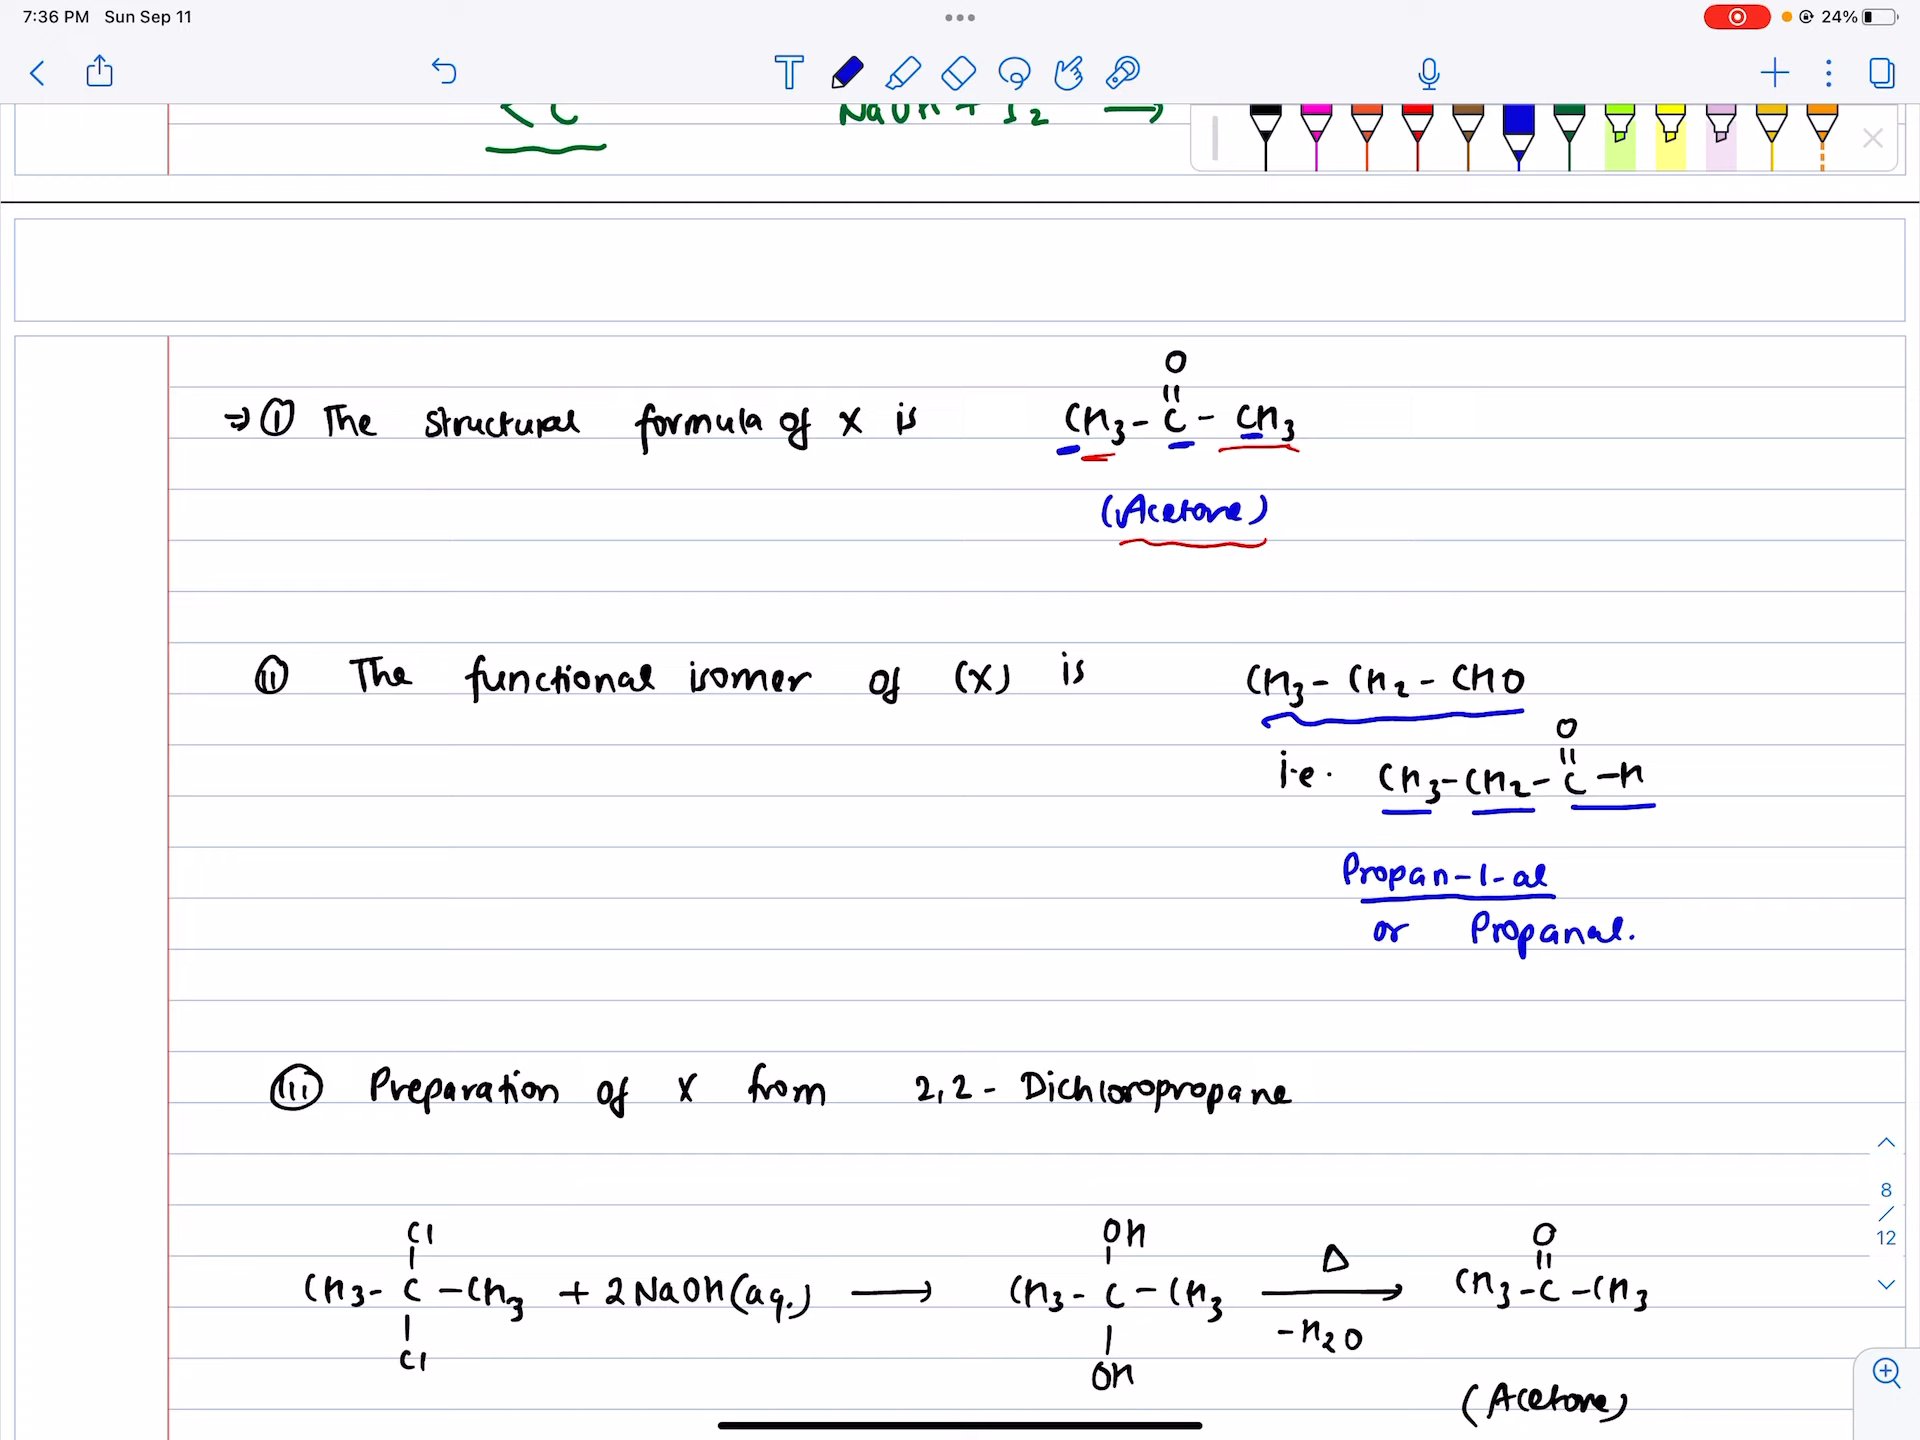 7:36 PM Sun Sep 11
24%
T
NaOH + I2 →
O
||
⇒ (i) The structural formula of X is CH3 - C - CH3
(Acetone)
(ii) The functional isomer of (X) is CH3 - CH2 - CHO
O
||
i.e. CH3-CH2-C-H
Propan-1-al
or Propanal.
(iii) Preparation of X from 2,2- Dichloropropane
8
/
12
Cl OH O
| | Δ ||
CH3- C -CH3 + 2NaOH(aq.) → CH3- C - CH3 → CH3-C-CH3
| | -H2O
Cl OH
(Acetone)